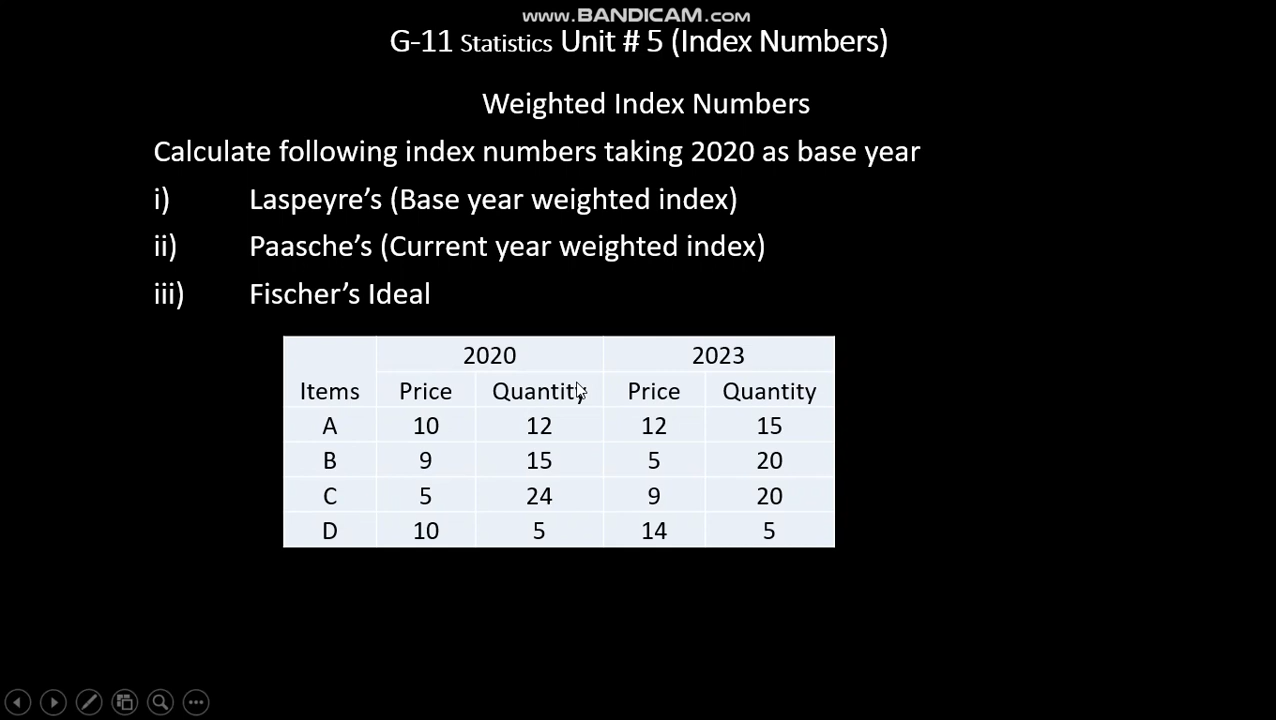 www.BANDICAM.com
G-11 Statistics Unit # 5 (Index Numbers)
Weighted Index Numbers
Calculate following index numbers taking 2020 as base year
i) Laspeyre's (Base year weighted index)
ii) Paasche's (Current year weighted index)
iii) Fischer's Ideal
2020 2023
Items Price Quantity Price Quantity
A 10 12 12 15
B 9 15 5 20
C 5 24 9 20
D 10 5 14 5